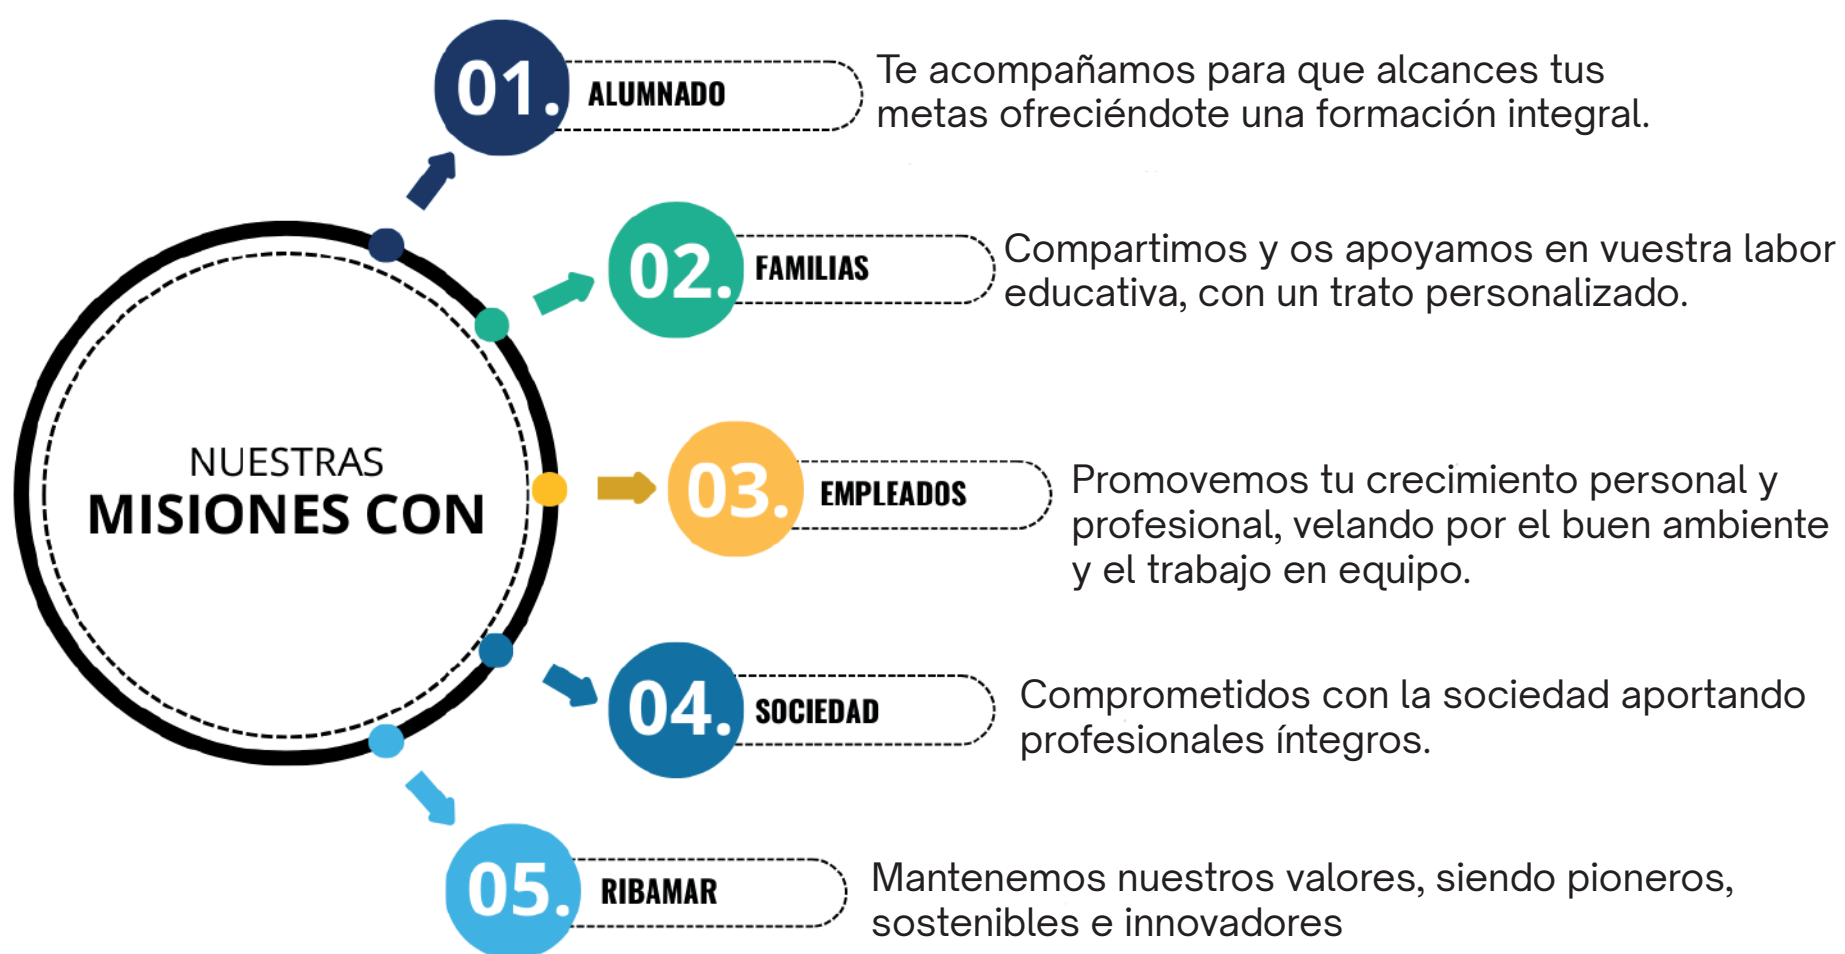 NUESTRAS
MISIONES CON
01.
ALUMNADO
Te acompañamos para que alcances tus
metas ofreciéndote una formación integral.
02.
FAMILIAS
Compartimos y os apoyamos en vuestra labor
educativa, con un trato personalizado.
03.
EMPLEADOS
Promovemos tu crecimiento personal y
profesional, velando por el buen ambiente
y el trabajo en equipo.
04.
SOCIEDAD
Comprometidos con la sociedad aportando
profesionales íntegros.
05.
RIBAMAR
Mantenemos nuestros valores, siendo pioneros,
sostenibles e innovadores